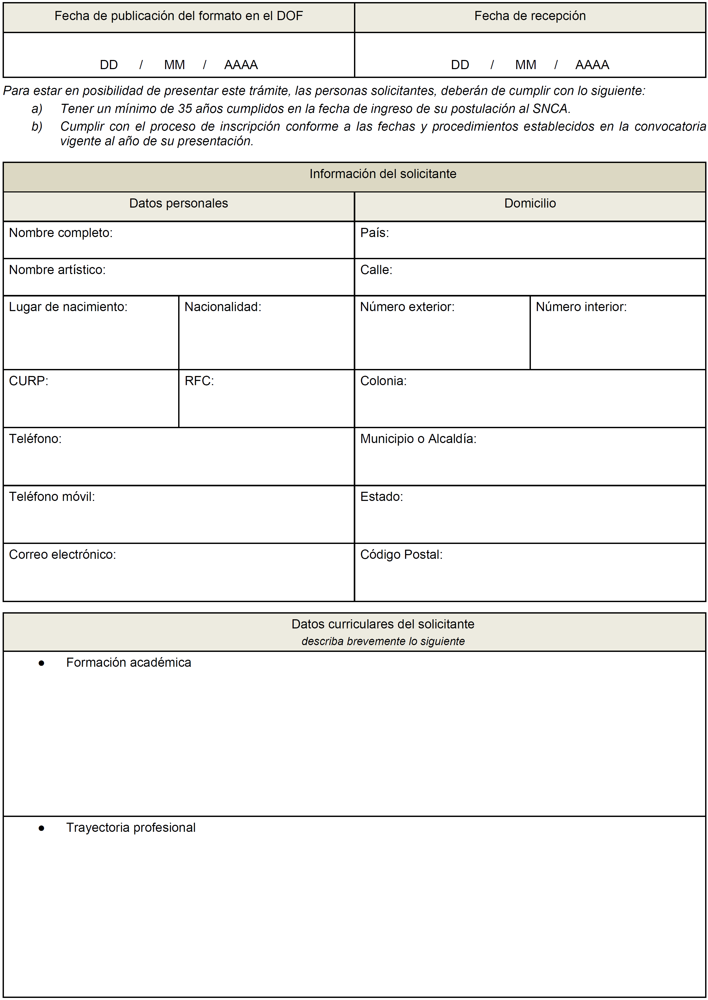 Fecha de publicación del formato en el DOF
Fecha de recepción
DD / MM / AAAA
DD / MM / AAAA
Para estar en posibilidad de presentar este trámite, las personas solicitantes, deberán de cumplir con lo siguiente:
a) Tener un mínimo de 35 años cumplidos en la fecha de ingreso de su postulación al SNCA.
b) Cumplir con el proceso de inscripción conforme a las fechas y procedimientos establecidos en la convocatoria
vigente al año de su presentación.
Información del solicitante
Datos personales
Domicilio
Nombre completo:
País:
Nombre artístico:
Calle:
Lugar de nacimiento:
Nacionalidad:
Número exterior:
Número interior:
CURP:
RFC:
Colonia:
Teléfono:
Municipio o Alcaldía:
Teléfono móvil:
Estado:
Correo electrónico:
Código Postal:
Datos curriculares del solicitante
describa brevemente lo siguiente
● Formación académica
● Trayectoria profesional